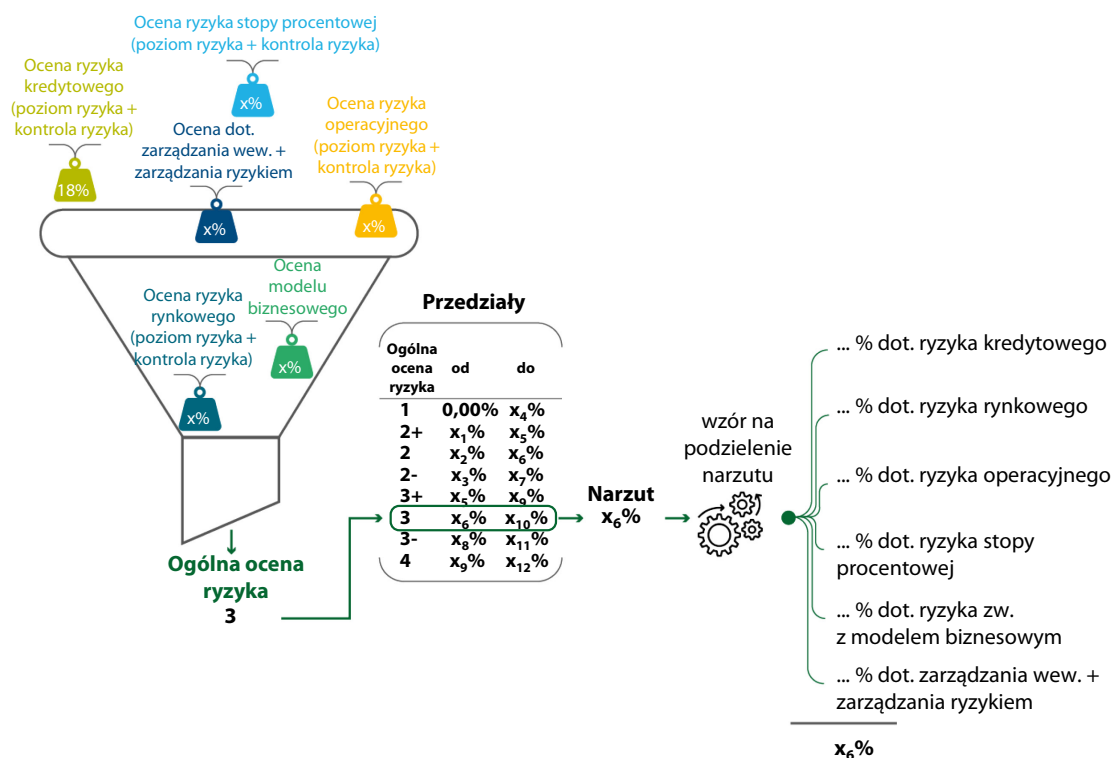 Ocena ryzyka stopy procentowej
(poziom ryzyka + kontrola ryzyka)
x%
Ocena ryzyka
kredytowego
(poziom ryzyka +
kontrola ryzyka)
18%
Ocena dot.
zarządzania wew. +
zarządzania ryzykiem
x%
Ocena ryzyka
operacyjnego
(poziom ryzyka +
kontrola ryzyka)
x%
Ocena ryzyka
rynkowego
(poziom ryzyka +
kontrola ryzyka)
x%
Ocena
modelu
biznesowego
x%
Ogólna ocena
ryzyka
3
Przedziały
Ogólna
ocena
ryzyka
od do
1 0,00% x₄%
2+ x₁% x₅%
2 x₂% x₆%
2- x₃% x₇%
3+ x₅% x₉%
3 x₆% x₁₀%
3- x₈% x₁₁%
4 x₉% x₁₂%
Narzut
x₆%
wzór na
podzielenie
narzutu
... % dot. ryzyka kredytowego
... % dot. ryzyka rynkowego
... % dot. ryzyka operacyjnego
... % dot. ryzyka stopy
procentowej
... % dot. ryzyka zw.
z modelem biznesowym
... % dot. zarządzania wew. +
zarządzania ryzykiem
x₆%